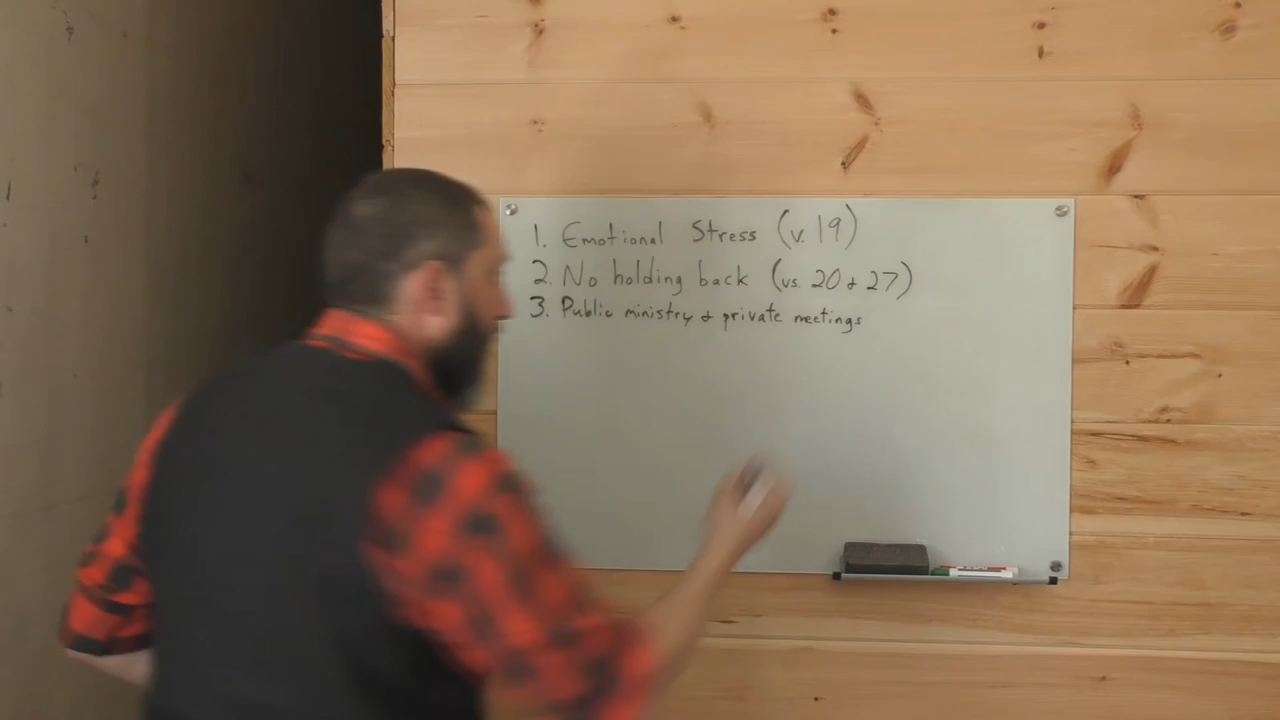 1. Emotional Stress (v. 19)
2. No holding back (vs. 20 & 27)
3. Public ministry & private meetings